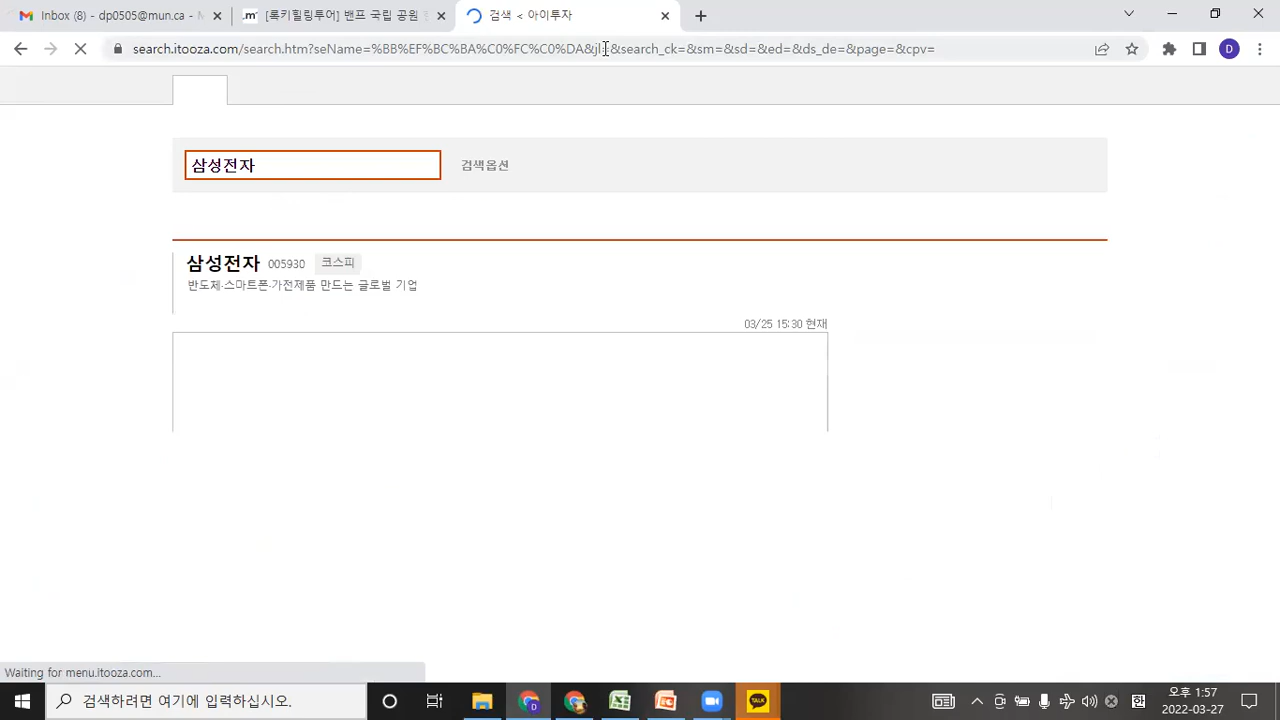 Inbox (8) - dp0505@mun.ca - M
.m [록키힐링투어] 밴프 국립 공원 힐
검색 < 아이투자
search.itooza.com/search.htm?seName=%BB%EF%BC%BA%C0%FC%C0%DA&jl=&search_ck=&sm=&sd=&ed=&ds_de=&page=&cpv=
D
삼성전자
검색옵션
삼성전자 005930 코스피
반도체·스마트폰·가전제품 만드는 글로벌 기업
03/25 15:30 현재
Waiting for menu.itooza.com...
검색하려면 여기에 입력하십시오.
TALK
오후 1:57
2022-03-27